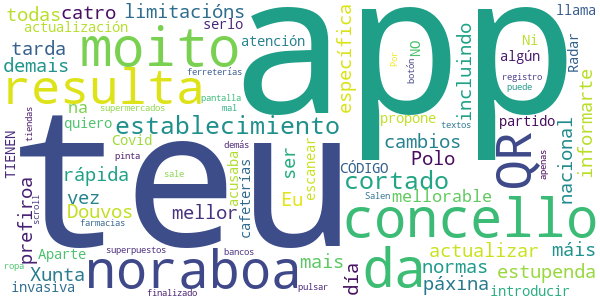 todas catro limitacións
actualización serlo
tarda moito atención
demais ferreterías
resulta
app
específica
NO
incluíndo
Ni
algún
Radar
llama
Por
botón
registro
puede
pantalla
supermercados
mal
na
quiero
establecimiento
propone
cambios
partido
informarte
TIENEN
tiendas
Covid
pinta
demás
acusaba
ser
escanear
CÓDIGO
Polo
QR
textos
apenas
nacional
rápida
vez
mellor
cafeterías
Eu
cortado
mellorable
prefiroa
scroll
Douvos
farmacias
teu
concello
Aparte
sale
mais
Salen
actualizar
máis
Xunta
superpuestos
noraboa
bancos
día
da
normas
estupenda
páxina
invasiva
ropa
finalizado
pulsar
introducir